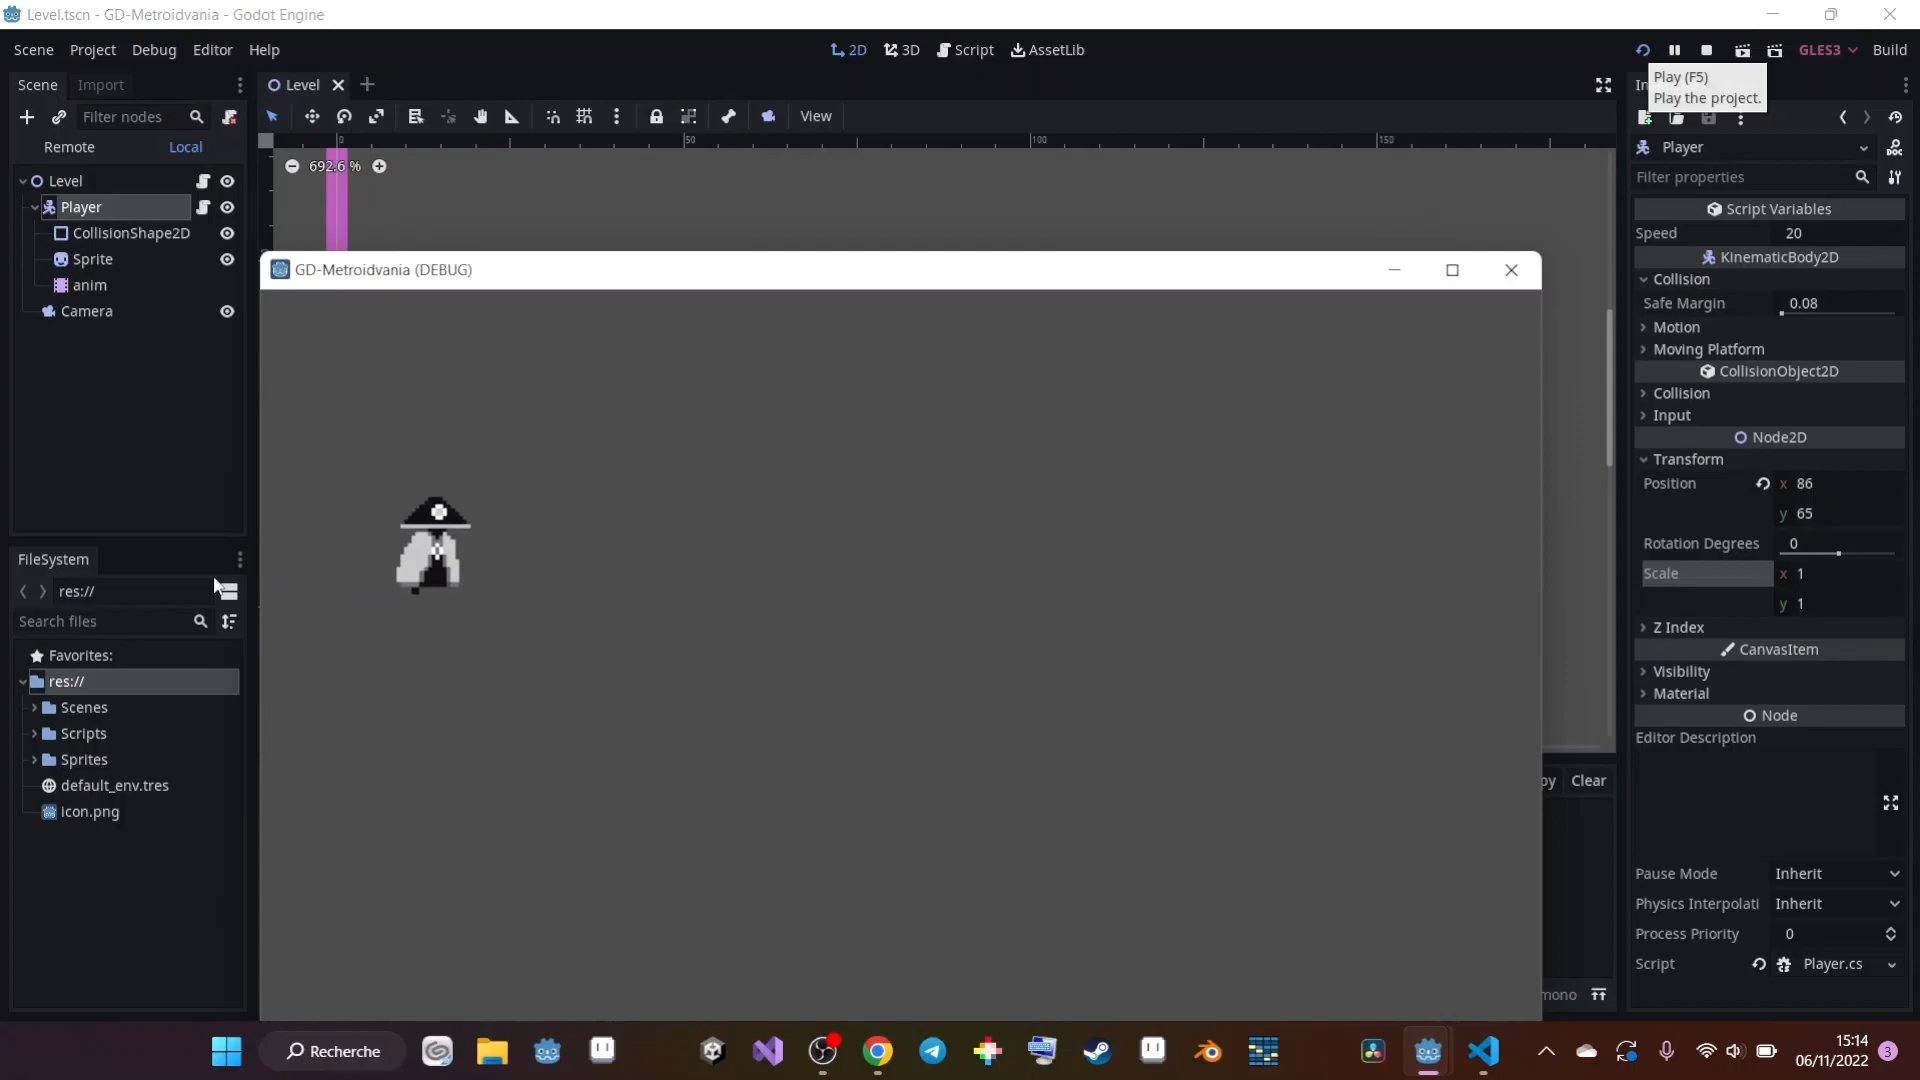 Level.tscn - GD-Metroidvania - Godot Engine
Scene Project Debug Editor Help
2D 3D Script AssetLib
GLES3 Build
Play (F5)
Play the project.
Scene Import
Level
Filter nodes
View
Remote Local
0 50 100 150
692.6 %
Level
Player
CollisionShape2D
Sprite
anim
Camera
GD-Metroidvania (DEBUG)
Player
Filter properties
Script Variables
Speed 20
KinematicBody2D
Collision
Safe Margin 0.08
Motion
Moving Platform
CollisionObject2D
Collision
Input
Node2D
Transform
Position x 86
y 65
Rotation Degrees 0
Scale x 1
y 1
Z Index
CanvasItem
Visibility
Material
Node
Editor Description
Pause Mode Inherit
Physics Interpolati Inherit
Process Priority 0
Script Player.cs
FileSystem
res://
Search files
Favorites:
res://
Scenes
Scripts
Sprites
default_env.tres
icon.png
Clear
mono
Recherche
15:14
06/11/2022
3